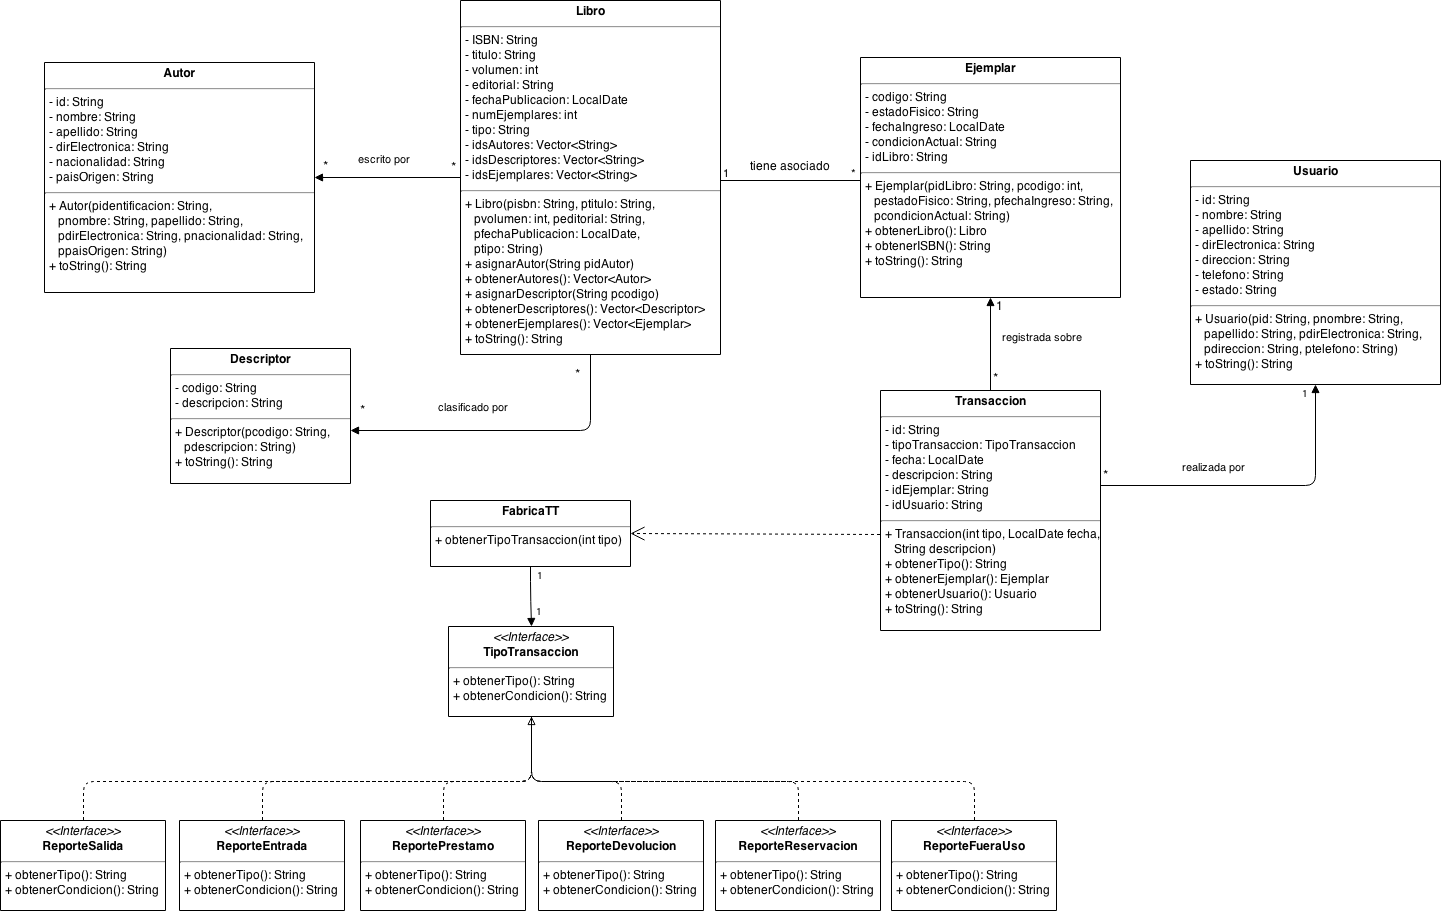 Libro
- ISBN: String
- titulo: String
- volumen: int
- editorial: String
- fechaPublicacion: LocalDate
- numEjemplares: int
- tipo: String
- idsAutores: Vector<String>
- idsDescriptores: Vector<String>
- idsEjemplares: Vector<String>
+ Libro(pisbn: String, ptitulo: String,
pvolumen: int, peditorial: String,
pfechaPublicacion: LocalDate,
ptipo: String)
+ asignarAutor(String pidAutor)
+ obtenerAutores(): Vector<Autor>
+ asignarDescriptor(String pcodigo)
+ obtenerDescriptores(): Vector<Descriptor>
+ obtenerEjemplares(): Vector<Ejemplar>
+ toString(): String
Autor
- id: String
- nombre: String
- apellido: String
- dirElectronica: String
- nacionalidad: String
- paisOrigen: String
+ Autor(pidentificacion: String,
pnombre: String, papellido: String,
pdirElectronica: String, pnacionalidad: String,
ppaisOrigen: String)
+ toString(): String
* escrito por *
1 tiene asociado *
Ejemplar
- codigo: String
- estadoFisico: String
- fechaIngreso: LocalDate
- condicionActual: String
- idLibro: String
+ Ejemplar(pidLibro: String, pcodigo: int,
pestadoFisico: String, pfechaIngreso: String,
pcondicionActual: String)
+ obtenerLibro(): Libro
+ obtenerISBN(): String
+ toString(): String
Usuario
- id: String
- nombre: String
- apellido: String
- dirElectronica: String
- direccion: String
- telefono: String
- estado: String
+ Usuario(pid: String, pnombre: String,
papellido: String, pdirElectronica: String,
pdireccion: String, ptelefono: String)
+ toString(): String
1
registrada sobre
*
Descriptor
- codigo: String
- descripcion: String
+ Descriptor(pcodigo: String,
pdescripcion: String)
+ toString(): String
*
* clasificado por
Transaccion
- id: String
- tipoTransaccion: TipoTransaccion
- fecha: LocalDate
- descripcion: String
- idEjemplar: String
- idUsuario: String
+ Transaccion(int tipo, LocalDate fecha,
String descripcion)
+ obtenerTipo(): String
+ obtenerEjemplar(): Ejemplar
+ obtenerUsuario(): Usuario
+ toString(): String
1
* realizada por
FabricaTT
+ obtenerTipoTransaccion(int tipo)
1
1
<<Interface>>
TipoTransaccion
+ obtenerTipo(): String
+ obtenerCondicion(): String
<<Interface>>
ReporteSalida
+ obtenerTipo(): String
+ obtenerCondicion(): String
<<Interface>>
ReporteEntrada
+ obtenerTipo(): String
+ obtenerCondicion(): String
<<Interface>>
ReportePrestamo
+ obtenerTipo(): String
+ obtenerCondicion(): String
<<Interface>>
ReporteDevolucion
+ obtenerTipo(): String
+ obtenerCondicion(): String
<<Interface>>
ReporteReservacion
+ obtenerTipo(): String
+ obtenerCondicion(): String
<<Interface>>
ReporteFueraUso
+ obtenerTipo(): String
+ obtenerCondicion(): String